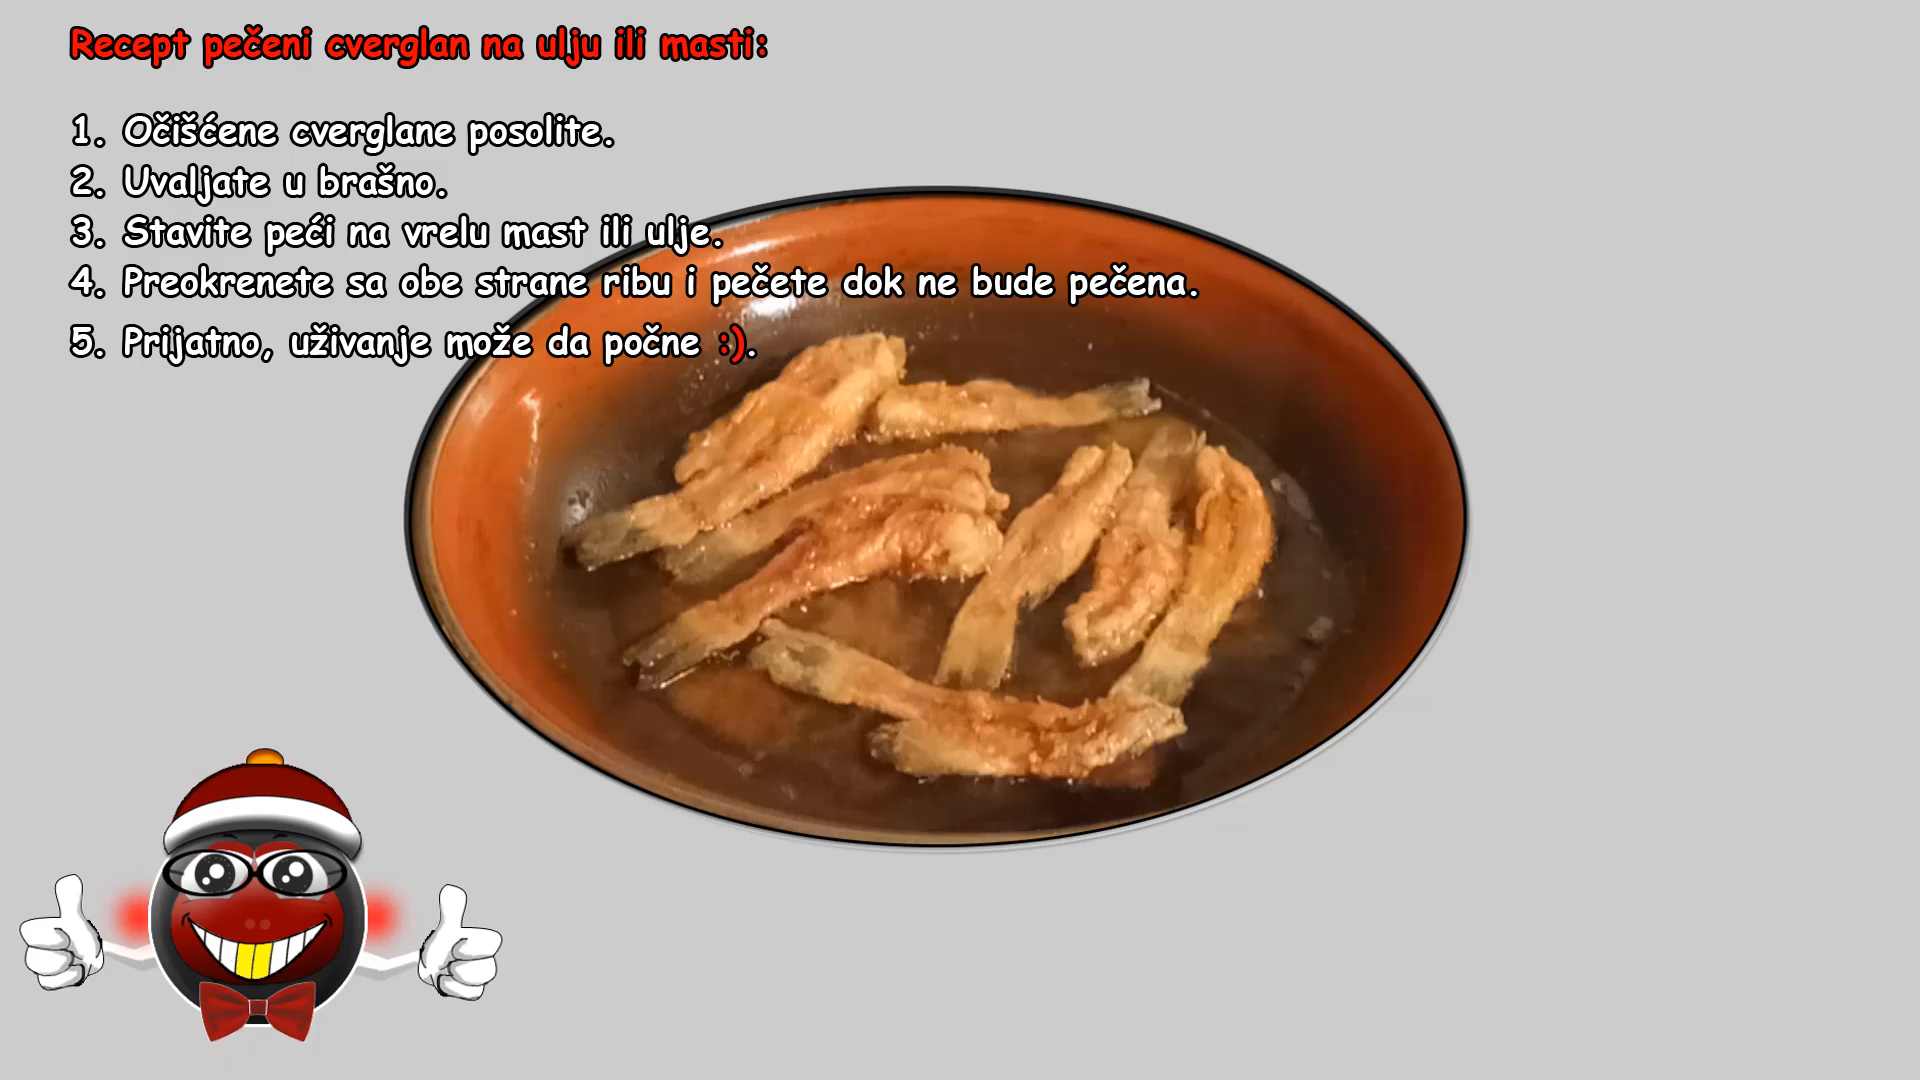 Recept pečeni cverglan na ulju ili masti:
1. Očišćene cverglane posolite.
2. Uvaljate u brašno.
3. Stavite peći na vrelu mast ili ulje.
4. Preokrenete sa obe strane ribu i pečete dok ne bude pečena.
5. Prijatno, uživanje može da počne :).